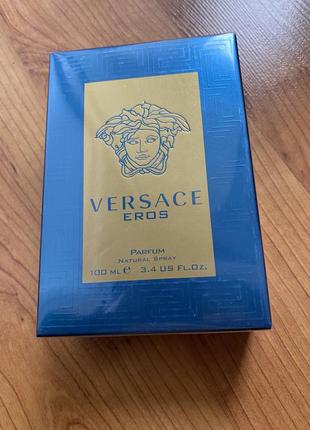 VERSACE
EROS
PARFUM
NATURAL SPRAY
100 ML ℮ 3.4 US FL.OZ.